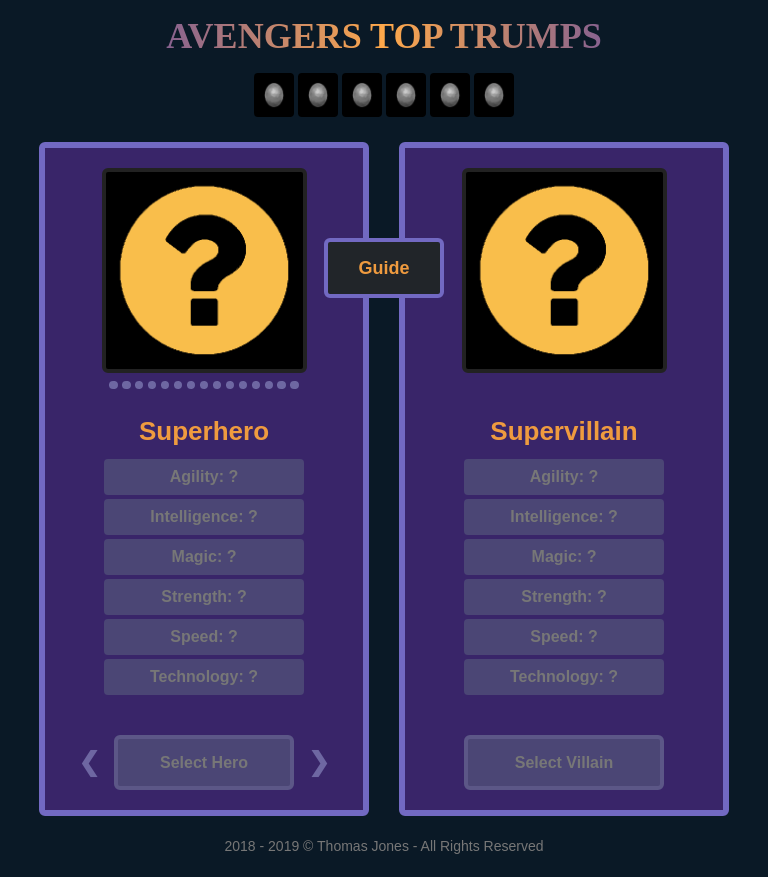 AVENGERS TOP TRUMPS
Guide
Superhero
Agility: ?
Intelligence: ?
Magic: ?
Strength: ?
Speed: ?
Technology: ?
❮ Select Hero ❯
Supervillain
Agility: ?
Intelligence: ?
Magic: ?
Strength: ?
Speed: ?
Technology: ?
Select Villain
2018 - 2019 © Thomas Jones - All Rights Reserved